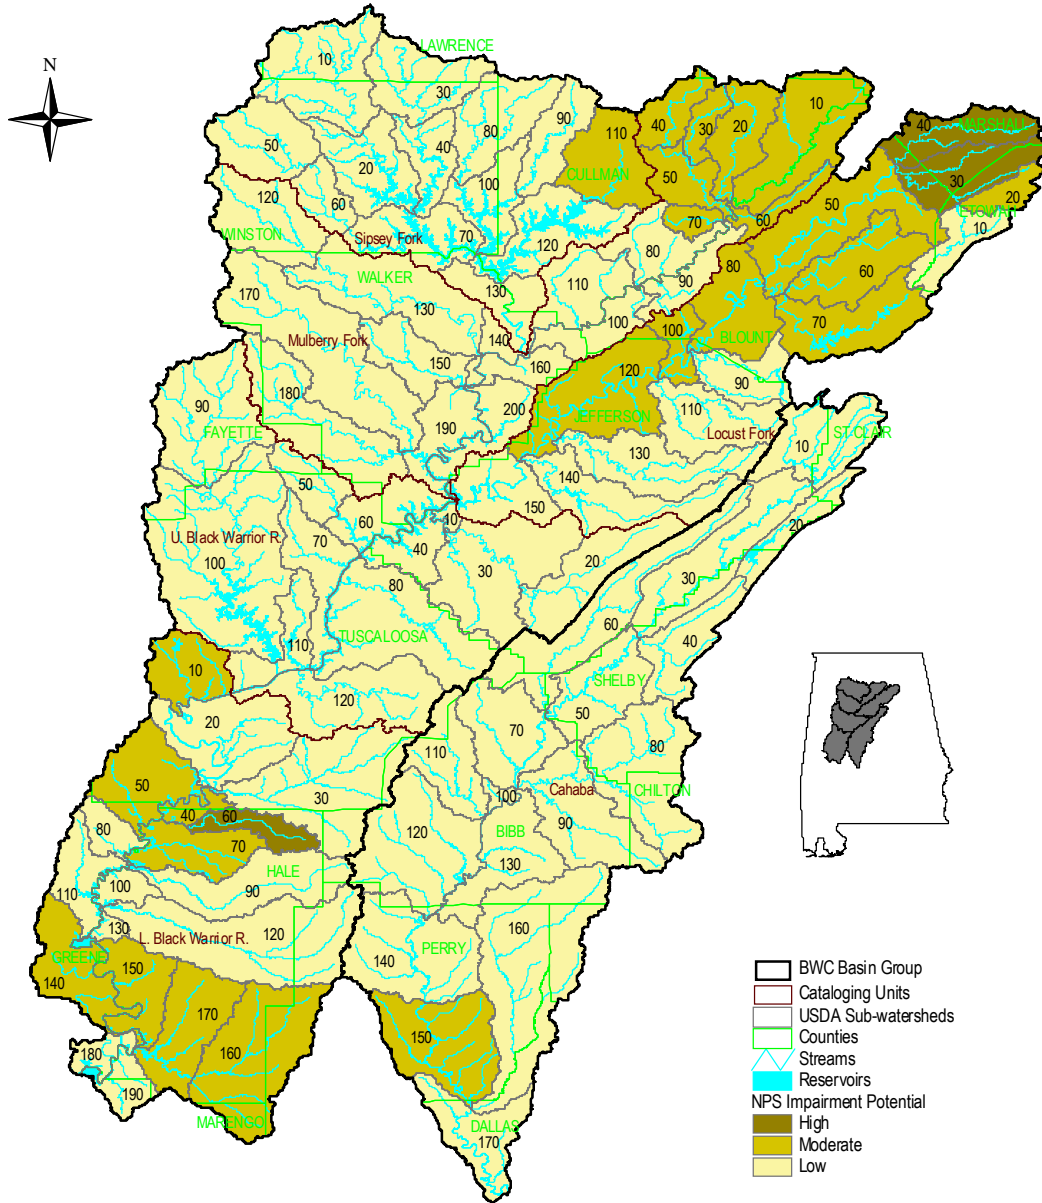 LAWRENCE
N
10
30
80
90
110
40
30
20
10
40
MARSHALL
50
20
40
100
CULLMAN
50
50
30
20
ETOWAH
10
120
60
WINSTON
Sipsey Fork
70
120
70
60
80
80
60
WALKER
170
130
130
110
90
70
Mulberry Fork
150
140
100
100
BLOUNT
160
120
90
180
200
JEFFERSON
110
90
FAYETTE
190
Locust Fork
ST CLAIR
10
130
50
140
60
10
150
20
U. Black Warrior R.
70
40
20
100
80
30
30
60
40
110
TUSCALOOSA
10
SHELBY
120
20
50
70
80
110
50
30
100
Cahaba
CHILTON
40
60
80
120
BIBB
90
70
HALE
130
100
90
110
130
L. Black Warrior R.
120
160
PERRY
140
GREENE
150
140
170
160
150
180
190
MARENGO
DALLAS
170
BWC Basin Group
Cataloging Units
USDA Sub-watersheds
Counties
Streams
Reservoirs
NPS Impairment Potential
High
Moderate
Low